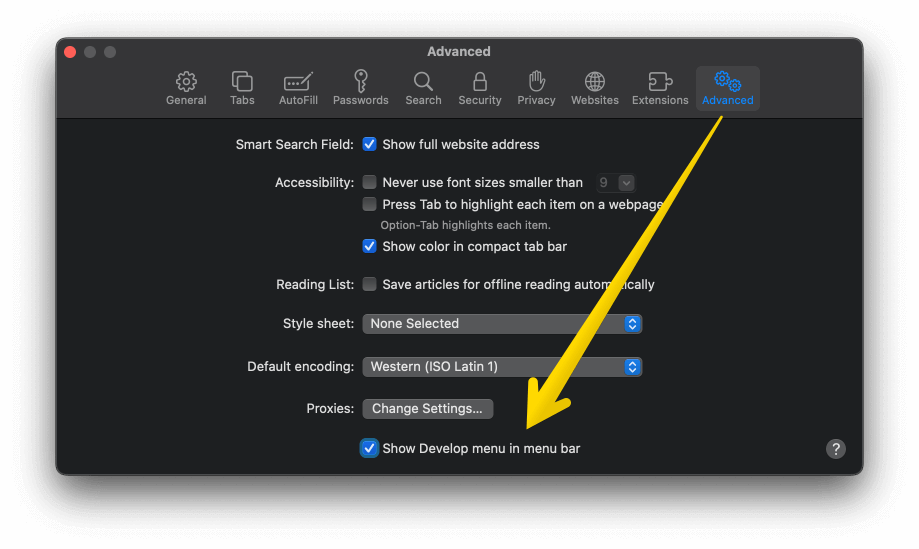 Advanced
General Tabs AutoFill Passwords Search Security Privacy Websites Extensions Advanced
Smart Search Field: Show full website address
Accessibility: Never use font sizes smaller than 9
Press Tab to highlight each item on a webpage
Option-Tab highlights each item.
Show color in compact tab bar
Reading List: Save articles for offline reading automatically
Style sheet: None Selected
Default encoding: Western (ISO Latin 1)
Proxies: Change Settings...
Show Develop menu in menu bar
?